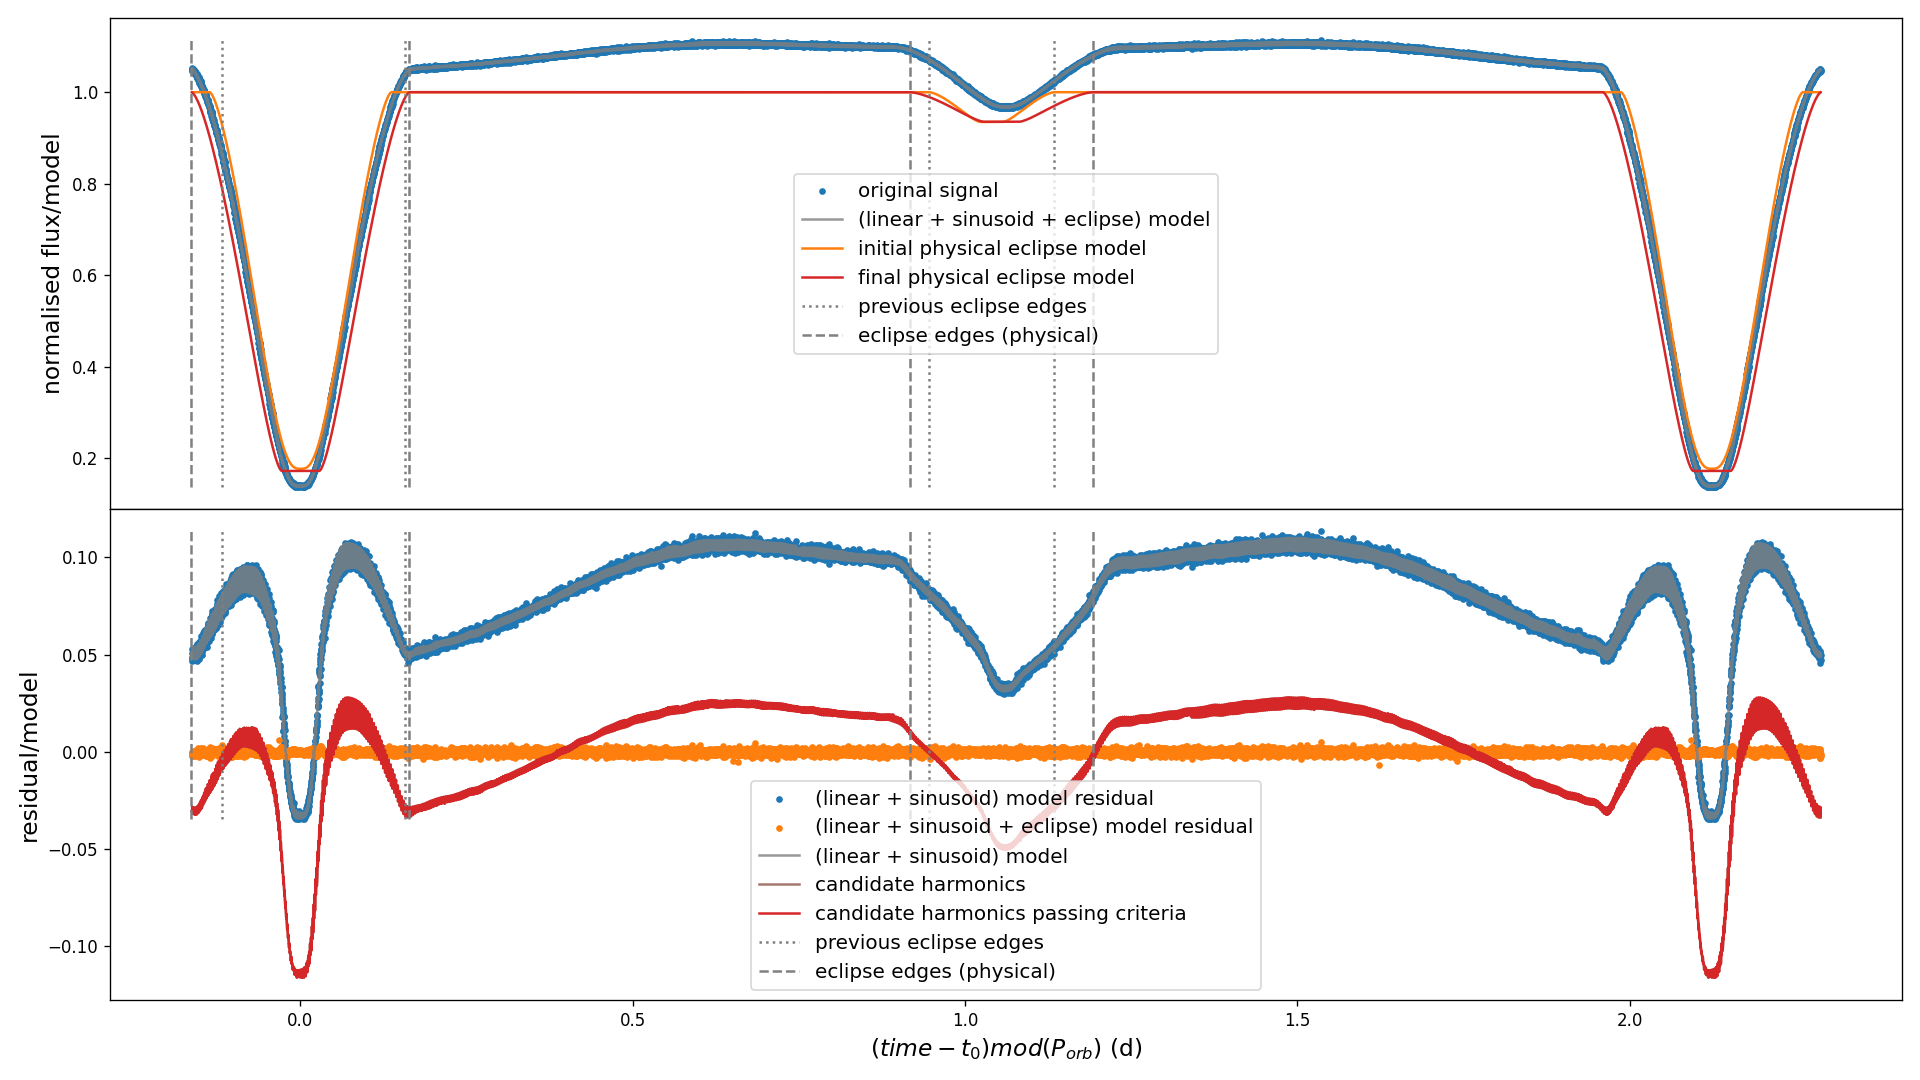 normalised flux/model
1.0
0.8
0.6
0.4
0.2
original signal
(linear + sinusoid + eclipse) model
initial physical eclipse model
final physical eclipse model
previous eclipse edges
eclipse edges (physical)
residual/model
0.10
0.05
0.00
−0.05
−0.10
(linear + sinusoid) model residual
(linear + sinusoid + eclipse) model residual
(linear + sinusoid) model
candidate harmonics
candidate harmonics passing criteria
previous eclipse edges
eclipse edges (physical)
0.0 0.5 1.0 1.5 2.0
(time − t₀)mod(P_orb) (d)